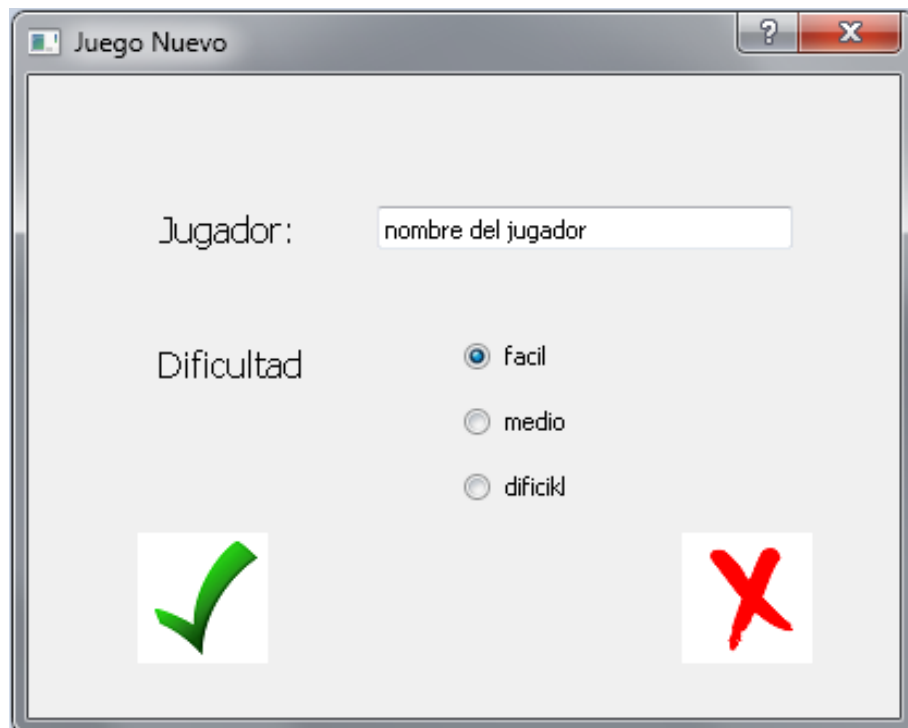 Juego Nuevo
?
Jugador: nombre del jugador
Dificultad
facil
medio
dificikl